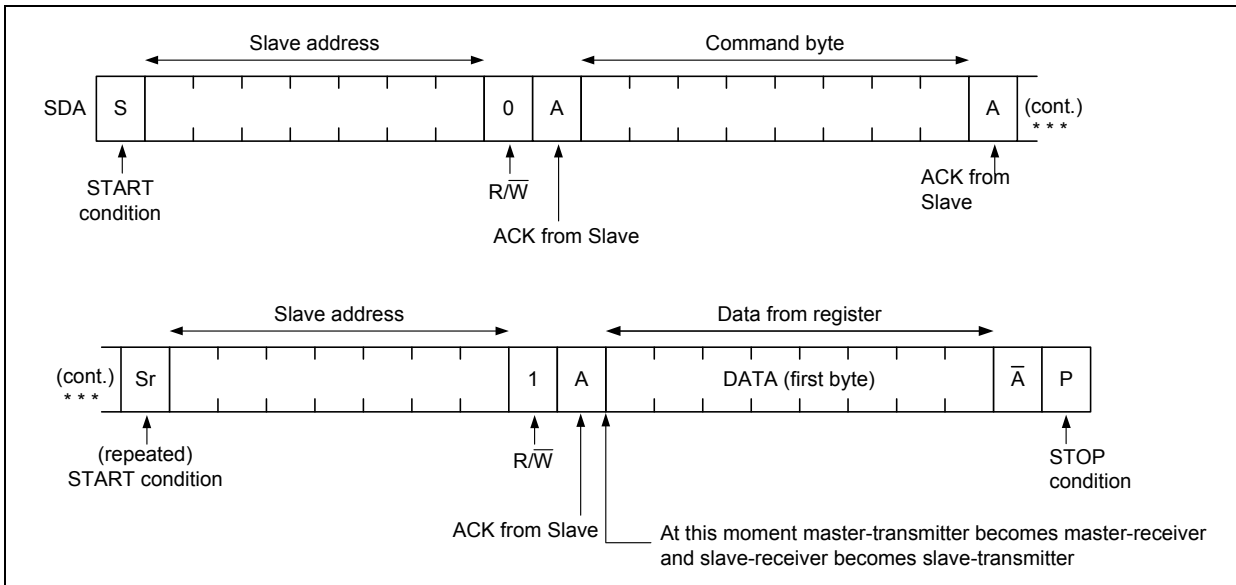 Slave address
Command byte
SDA
S
0
A
A
(cont.)
* * *
START
condition
R/W̅
ACK from Slave
ACK from
Slave
Slave address
Data from register
(cont.)
* * *
Sr
1
A
DATA (first byte)
A̅
P
(repeated)
START condition
R/W̅
STOP
condition
ACK from Slave
At this moment master-transmitter becomes master-receiver
and slave-receiver becomes slave-transmitter